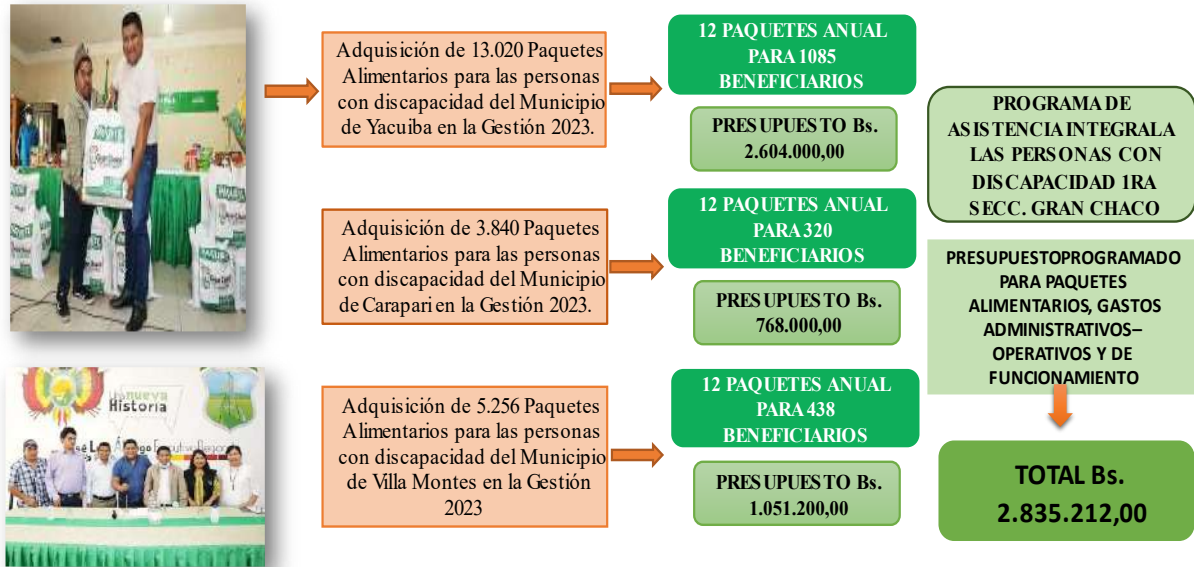 Adquisición de 13.020 Paquetes
Alimentarios para las personas
con discapacidad del Municipio
de Yacuiba en la Gestión 2023.
12 PAQUETES ANUAL
PARA 1085
BENEFICIARIOS
PRESUPUESTO Bs.
2.604.000,00
Adquisición de 3.840 Paquetes
Alimentarios para las personas
con discapacidad del Municipio
de Carapari en la Gestión 2023.
12 PAQUETES ANUAL
PARA 320
BENEFICIARIOS
PRESUPUESTO Bs.
768.000,00
Adquisición de 5.256 Paquetes
Alimentarios para las personas
con discapacidad del Municipio
de Villa Montes en la Gestión
2023
12 PAQUETES ANUAL
PARA 438
BENEFICIARIOS
PRESUPUESTO Bs.
1.051.200,00
PROGRAMA DE
ASISTENCIA INTEGRAL A
LAS PERSONAS CON
DISCAPACIDAD 1RA
SECC. GRAN CHACO
PRESUPUESTOPROGRAMADO
PARA PAQUETES
ALIMENTARIOS, GASTOS
ADMINISTRATIVOS–
OPERATIVOS Y DE
FUNCIONAMIENTO
TOTAL Bs.
2.835.212,00
nueva
Historia